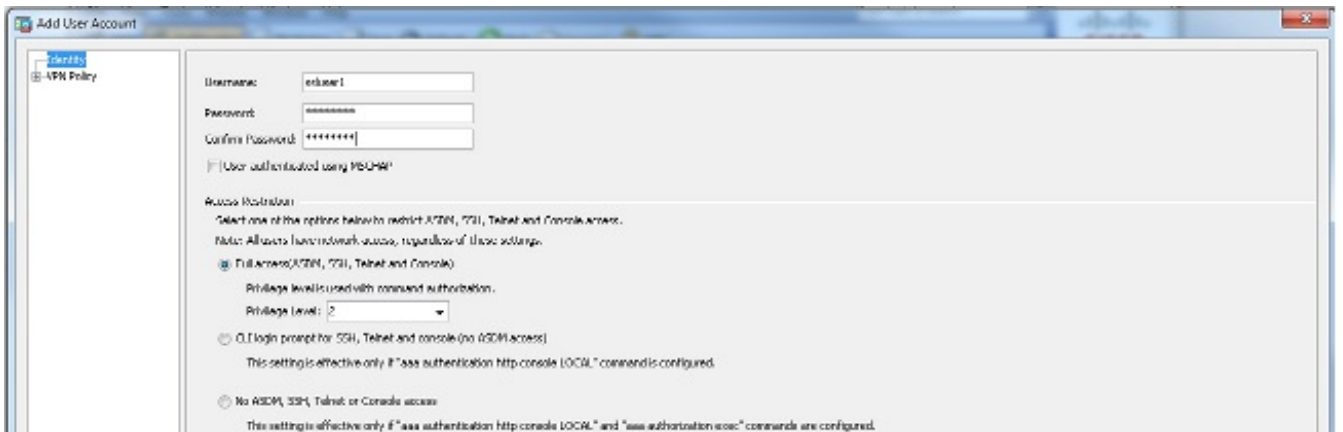 Add User Account
Identity
VPN Policy
Username:
Password: ********
Confirm Password: ********
User authenticated using MSCHAP
Access Restriction
Select one of the options below to restrict ASDM, SSH, Telnet and Console access.
Note: All users have network access, regardless of these settings.
Full access(ASDM, SSH, Telnet and Console)
Privilege level is used with command authorization.
Privilege Level: 2
CLI login prompt for SSH, Telnet and console (no ASDM access)
This setting is effective only if "aaa authentication http console LOCAL" command is configured.
No ASDM, SSH, Telnet or Console access
This setting is effective only if "aaa authentication http console LOCAL" and "aaa authorization exec" commands are configured.